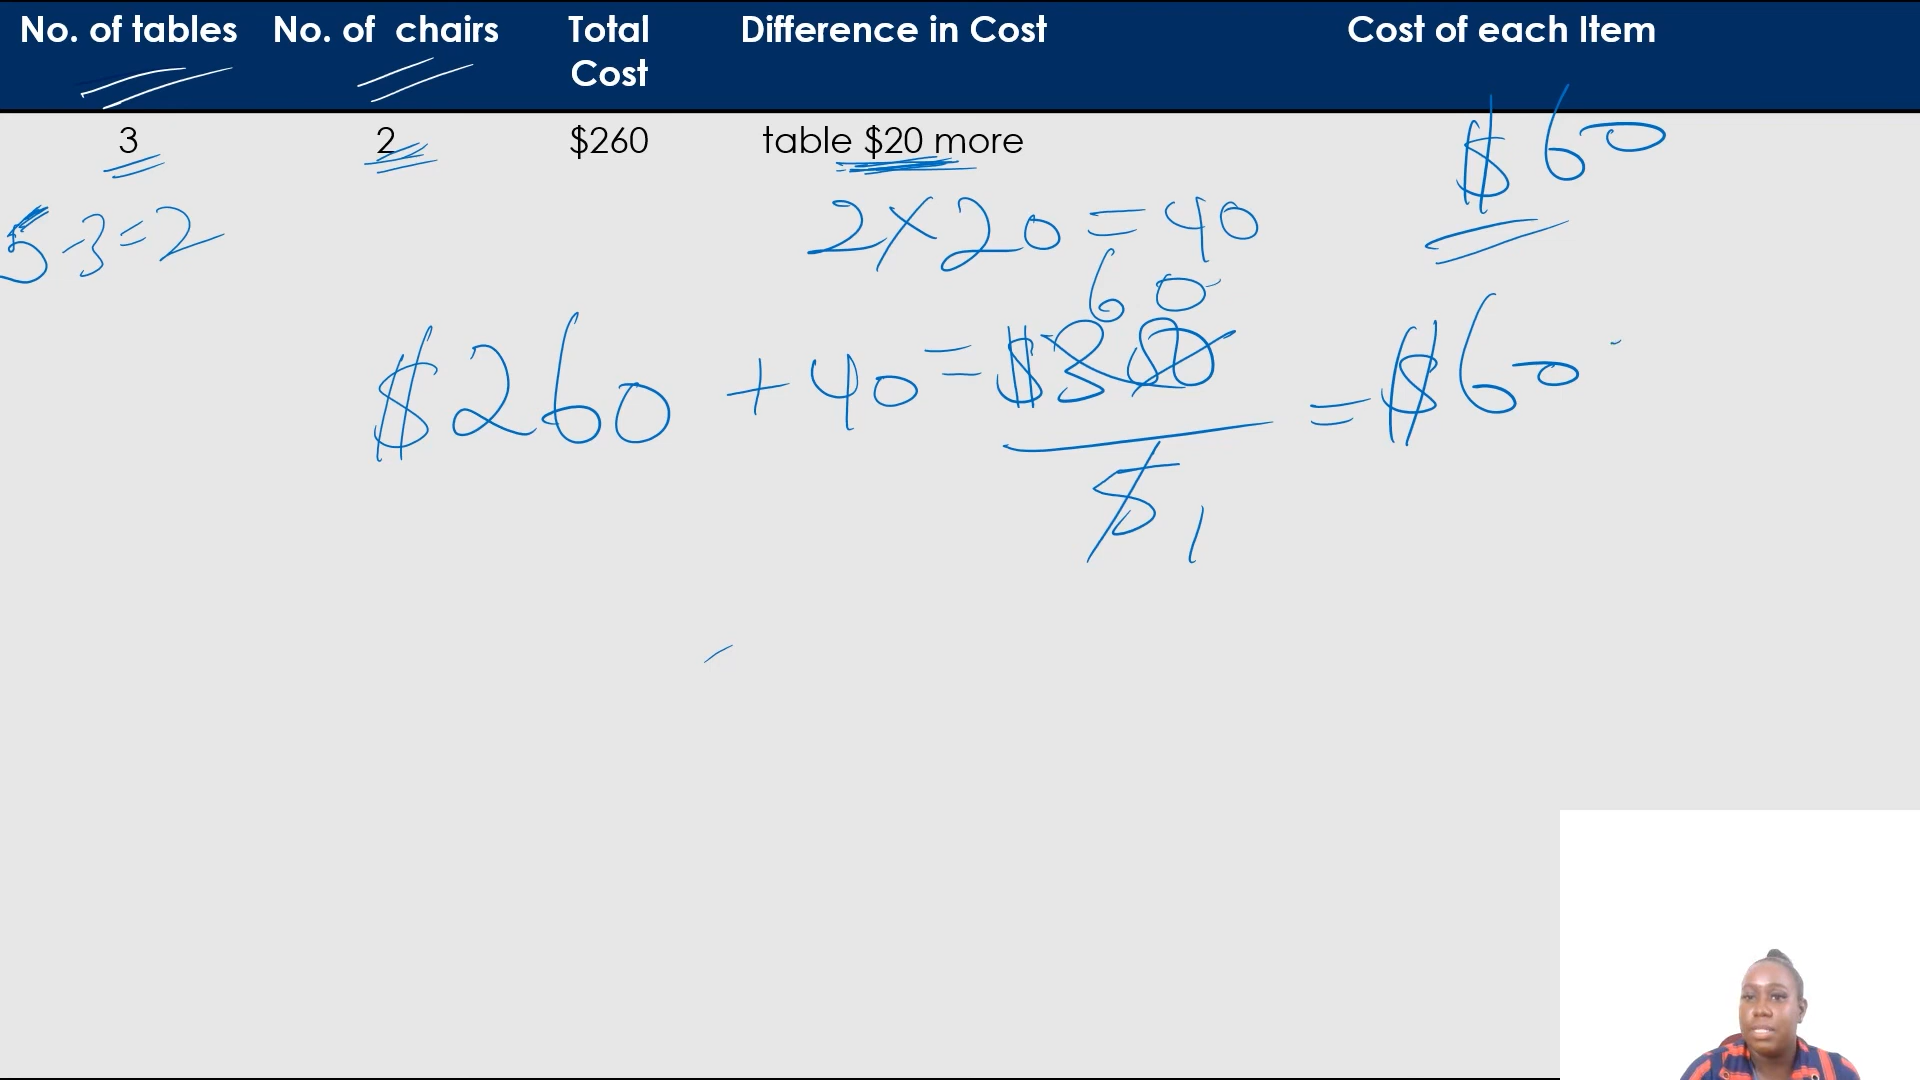 No. of tables No. of chairs Total Cost Difference in Cost Cost of each Item
3 2 $260 table $20 more $60
5-3=2 2×20=40
60
$260 +40=$300 =$60
5 1